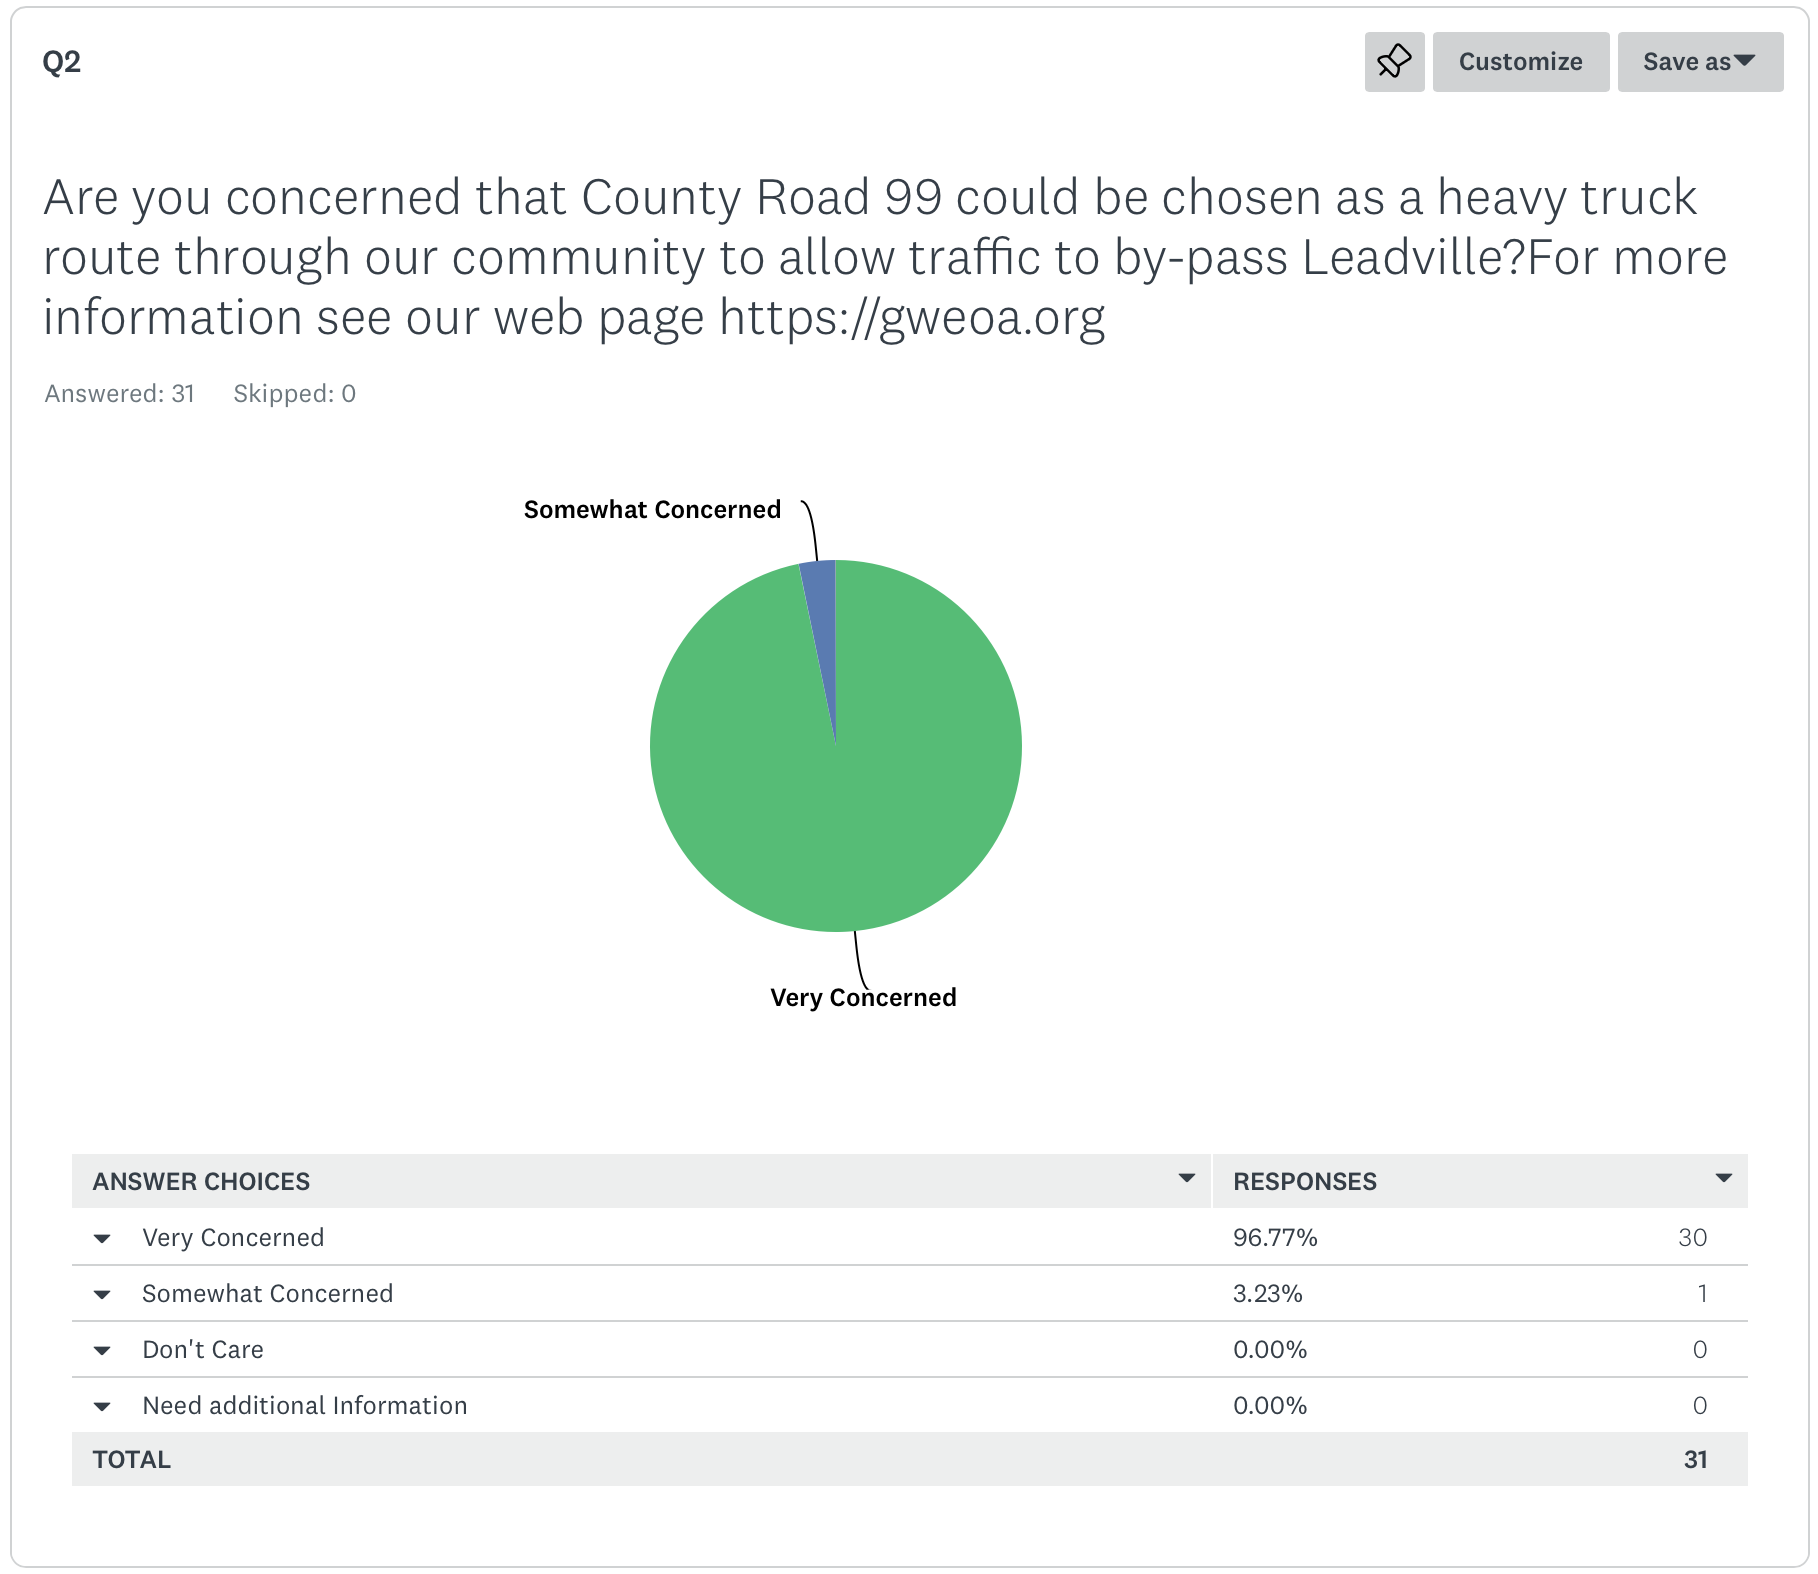 Q2
Customize
Save as
Are you concerned that County Road 99 could be chosen as a heavy truck
route through our community to allow traffic to by-pass Leadville?For more
information see our web page https://gweoa.org
Answered: 31 Skipped: 0
Somewhat Concerned
Very Concerned
ANSWER CHOICES RESPONSES
Very Concerned 96.77% 30
Somewhat Concerned 3.23% 1
Don't Care 0.00% 0
Need additional Information 0.00% 0
TOTAL 31